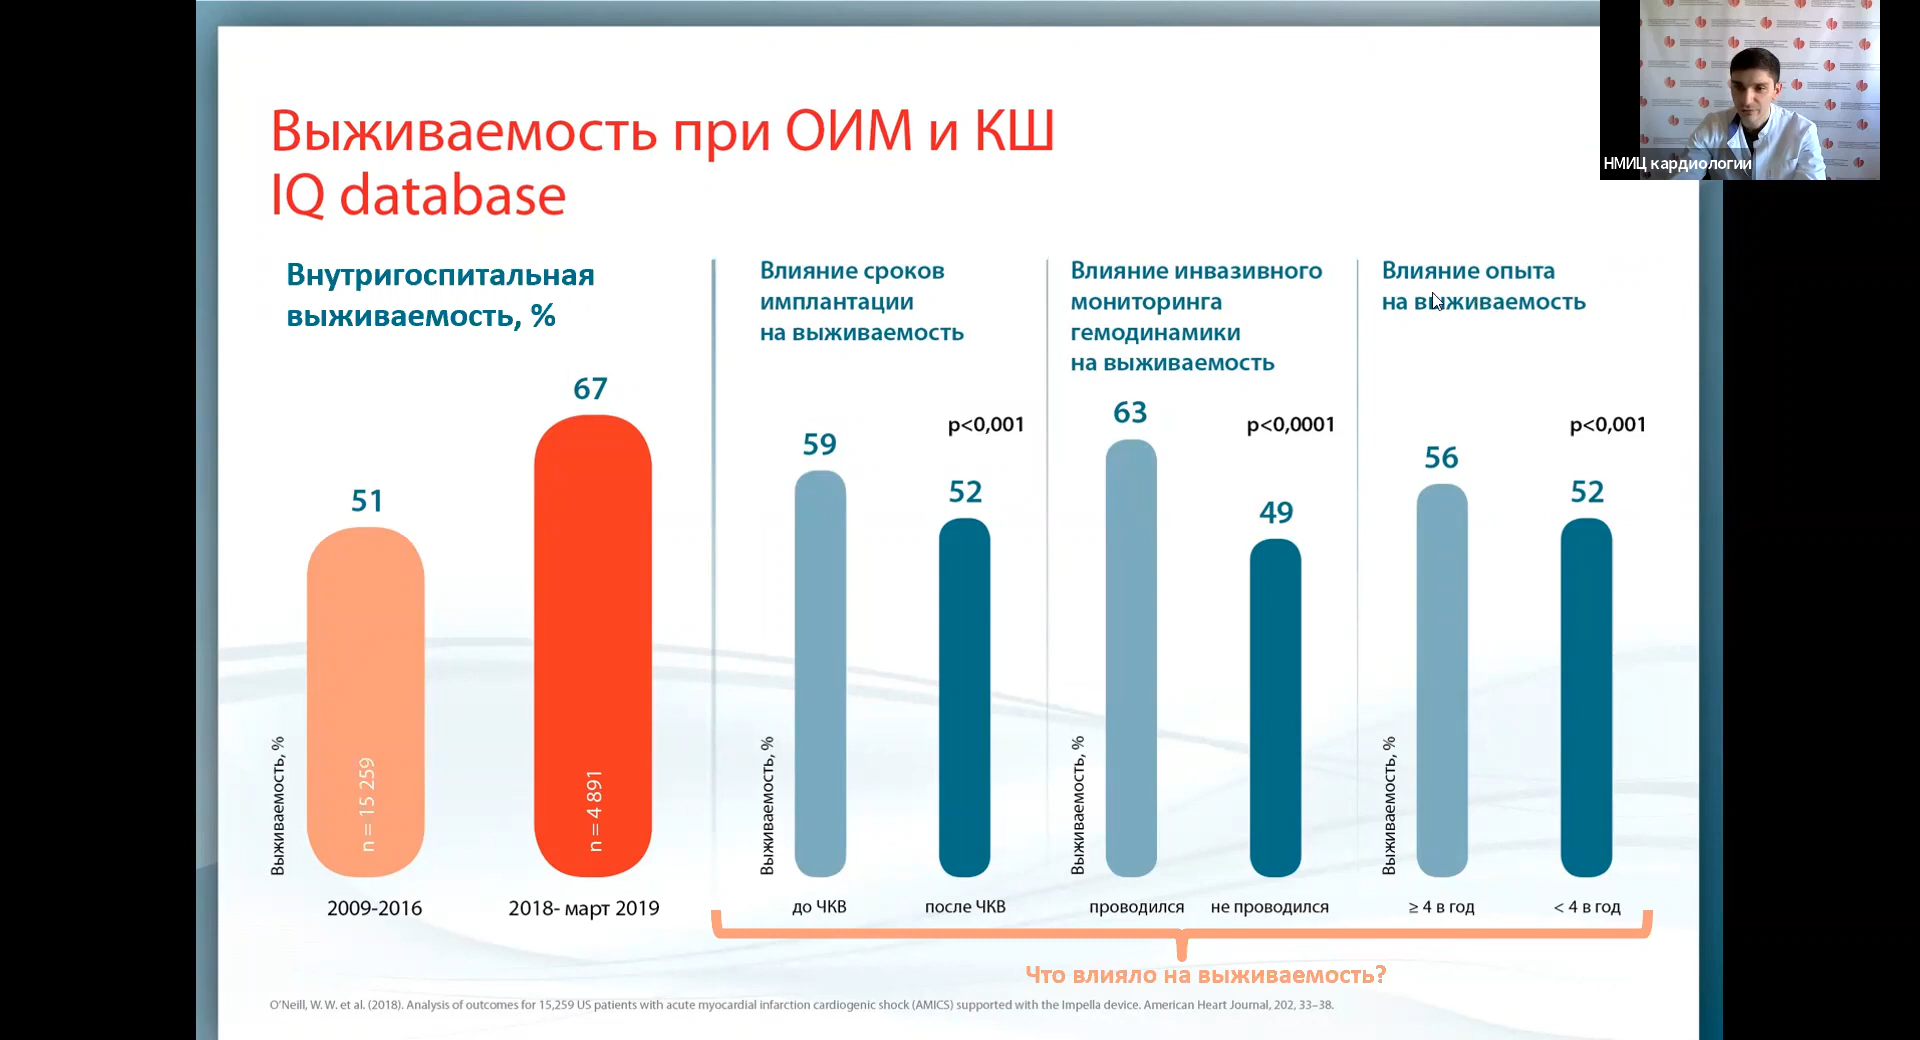 Выживаемость при ОИМ и КШ
IQ database
Внутригоспитальная
выживаемость, %
51
67
Выживаемость, %
n = 15 259
n = 4 891
2009-2016
2018- март 2019
Влияние сроков
имплантации
на выживаемость
p<0,001
59
52
Выживаемость, %
до ЧКВ
после ЧКВ
Влияние инвазивного
мониторинга
гемодинамики
на выживаемость
63
p<0,0001
49
Выживаемость, %
проводился
не проводился
Влияние опыта
на выживаемость
p<0,001
56
52
Выживаемость, %
≥ 4 в год
< 4 в год
Что влияло на выживаемость?
O'Neill, W. W. et al. (2018). Analysis of outcomes for 15,259 US patients with acute myocardial infarction cardiogenic shock (AMICS) supported with the Impella device. American Heart Journal, 202, 33–38.
НМИЦ кардиологии